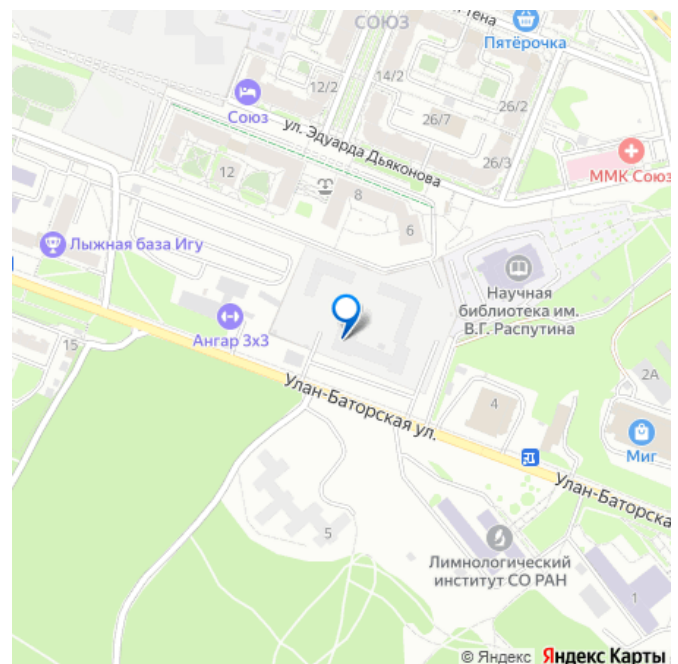 СОЮЗ
Пятёрочка
12/2
14/2
26/2
Союз
ул. Эдуарда Дьяконова
26/7
26/3
ММК Союз
12
8
6
Лыжная база Игу
Научная
библиотека им.
В.Г. Распутина
Ангар 3х3
15
2А
Улан-Баторская ул.
4
Миг
Улан-Баторска
5
Лимнологический
институт СО РАН
1
© Яндекс Яндекс Карты